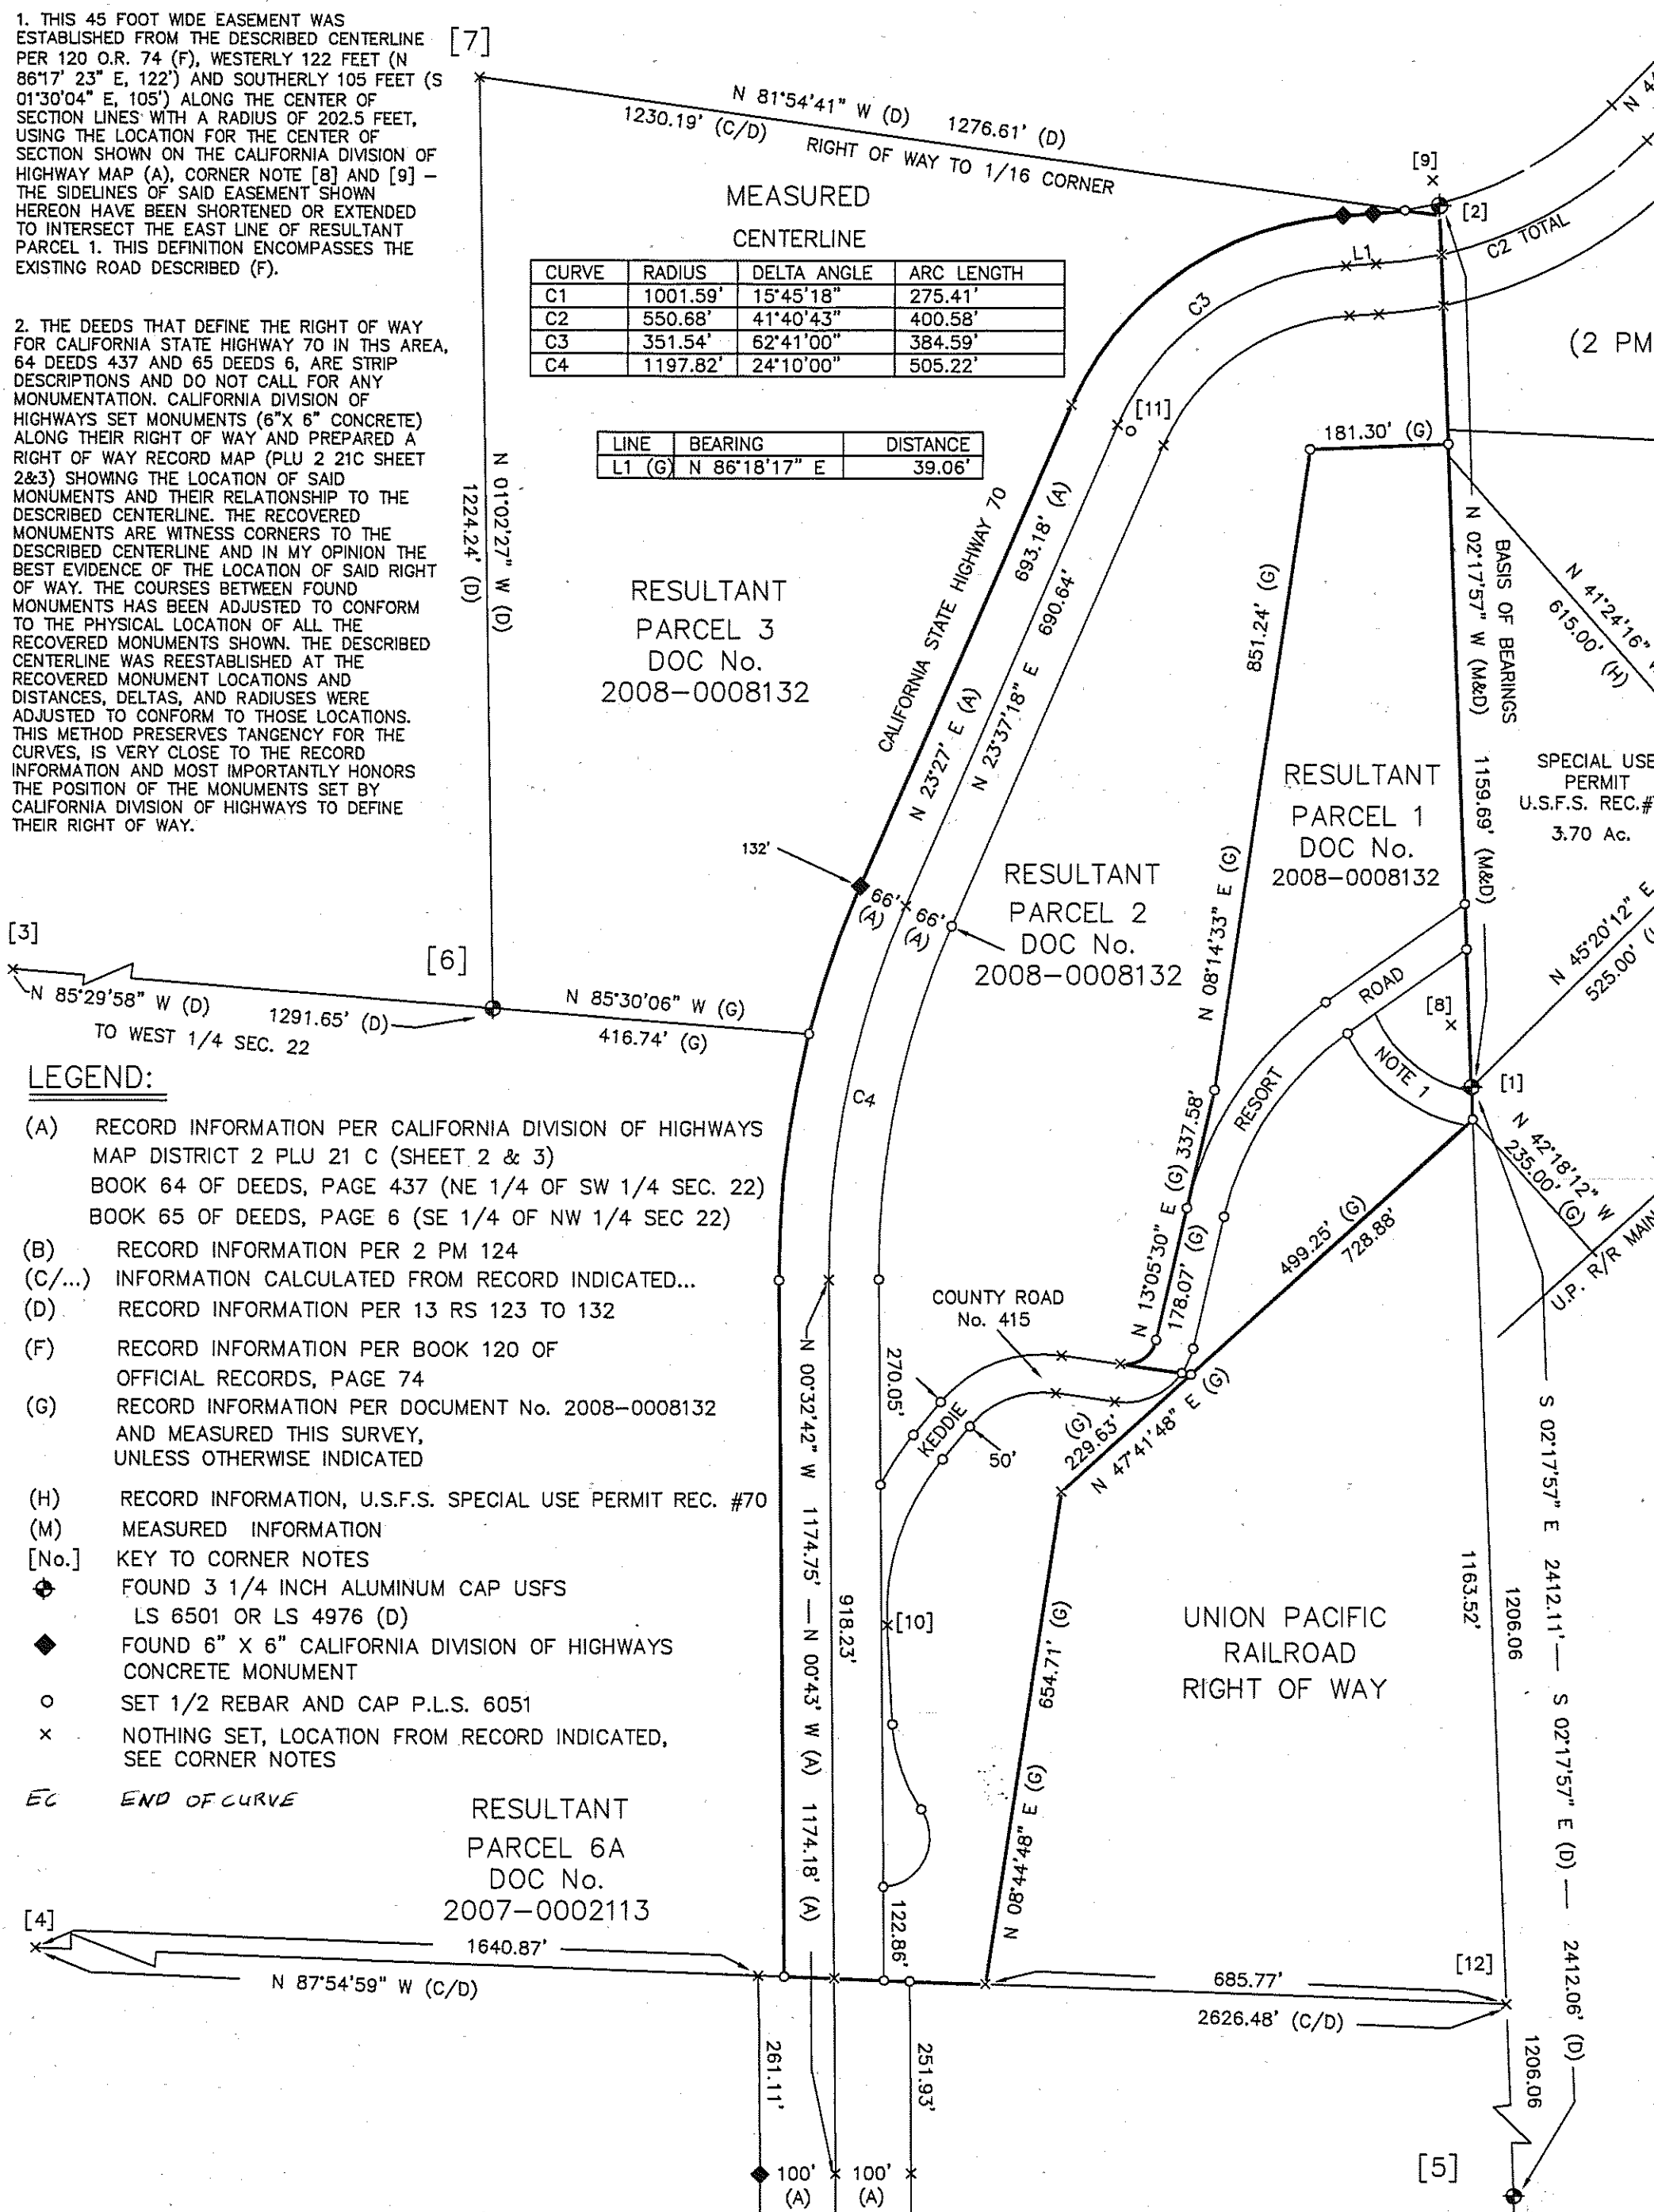 1. THIS 45 FOOT WIDE EASEMENT WAS
ESTABLISHED FROM THE DESCRIBED CENTERLINE
PER 120 O.R. 74 (F), WESTERLY 122 FEET (N
86°17' 23" E, 122') AND SOUTHERLY 105 FEET (S
01°30'04" E, 105') ALONG THE CENTER OF
SECTION LINES WITH A RADIUS OF 202.5 FEET,
USING THE LOCATION FOR THE CENTER OF
SECTION SHOWN ON THE CALIFORNIA DIVISION OF
HIGHWAY MAP (A), CORNER NOTE [8] AND [9] –
THE SIDELINES OF SAID EASEMENT SHOWN
HEREON HAVE BEEN SHORTENED OR EXTENDED
TO INTERSECT THE EAST LINE OF RESULTANT
PARCEL 1. THIS DEFINITION ENCOMPASSES THE
EXISTING ROAD DESCRIBED (F).
2. THE DEEDS THAT DEFINE THE RIGHT OF WAY
FOR CALIFORNIA STATE HIGHWAY 70 IN THS AREA,
64 DEEDS 437 AND 65 DEEDS 6, ARE STRIP
DESCRIPTIONS AND DO NOT CALL FOR ANY
MONUMENTATION. CALIFORNIA DIVISION OF
HIGHWAYS SET MONUMENTS (6"X 6" CONCRETE)
ALONG THEIR RIGHT OF WAY AND PREPARED A
RIGHT OF WAY RECORD MAP (PLU 2 21C SHEET
2&3) SHOWING THE LOCATION OF SAID
MONUMENTS AND THEIR RELATIONSHIP TO THE
DESCRIBED CENTERLINE. THE RECOVERED
MONUMENTS ARE WITNESS CORNERS TO THE
DESCRIBED CENTERLINE AND IN MY OPINION THE
BEST EVIDENCE OF THE LOCATION OF SAID RIGHT
OF WAY. THE COURSES BETWEEN FOUND
MONUMENTS HAS BEEN ADJUSTED TO CONFORM
TO THE PHYSICAL LOCATION OF ALL THE
RECOVERED MONUMENTS SHOWN. THE DESCRIBED
CENTERLINE WAS REESTABLISHED AT THE
RECOVERED MONUMENT LOCATIONS AND
DISTANCES, DELTAS, AND RADIUSES WERE
ADJUSTED TO CONFORM TO THOSE LOCATIONS.
THIS METHOD PRESERVES TANGENCY FOR THE
CURVES, IS VERY CLOSE TO THE RECORD
INFORMATION AND MOST IMPORTANTLY HONORS
THE POSITION OF THE MONUMENTS SET BY
CALIFORNIA DIVISION OF HIGHWAYS TO DEFINE
THEIR RIGHT OF WAY.
[7]
N 81°54'41" W (D) 1276.61' (D)
1230.19' (C/D) RIGHT OF WAY TO 1/16 CORNER
[9]
[2]
C2 TOTAL
L1
C3
(2 PM
MEASURED
CENTERLINE
CURVE RADIUS DELTA ANGLE ARC LENGTH
C1 1001.59' 15°45'18" 275.41'
C2 550.68' 41°40'43" 400.58'
C3 351.54' 62°41'00" 384.59'
C4 1197.82' 24°10'00" 505.22'
LINE BEARING DISTANCE
L1 (G) N 86°18'17" E 39.06'
[11]
181.30' (G)
N 01°02'27" W (D)
1224.24' (D)
RESULTANT
PARCEL 3
DOC No.
2008–0008132
CALIFORNIA STATE HIGHWAY 70
N 23°27' E (A) 693.18' (A)
N 23°37'18" E 690.64'
N 08°14'33" E (G) 851.24' (G)
BASIS OF BEARINGS
N 02°17'57" W (M&D) 1159.69' (M&D)
N 41°24'16"
615.00' (H)
RESULTANT
PARCEL 1
DOC No.
2008–0008132
SPECIAL USE
PERMIT
U.S.F.S. REC.#
3.70 Ac.
132'
66'
(A)
66'
(A)
RESULTANT
PARCEL 2
DOC No.
2008–0008132
N 45°20'12" E
525.00'
[3]
N 85°29'58" W (D)
1291.65' (D)
TO WEST 1/4 SEC. 22
[6]
N 85°30'06" W (G)
416.74' (G)
RESORT ROAD
[8]
NOTE 1
[1]
N 42°18'12" W
235.00' (G)
U.P. R/R MAIN
C4
N 13°05'30" E (G) 337.58'
178.07' (G)
499.25' (G)
728.88'
LEGEND:
(A) RECORD INFORMATION PER CALIFORNIA DIVISION OF HIGHWAYS
MAP DISTRICT 2 PLU 21 C (SHEET 2 & 3)
BOOK 64 OF DEEDS, PAGE 437 (NE 1/4 OF SW 1/4 SEC. 22)
BOOK 65 OF DEEDS, PAGE 6 (SE 1/4 OF NW 1/4 SEC 22)
(B) RECORD INFORMATION PER 2 PM 124
(C/...) INFORMATION CALCULATED FROM RECORD INDICATED...
(D) RECORD INFORMATION PER 13 RS 123 TO 132
(F) RECORD INFORMATION PER BOOK 120 OF
OFFICIAL RECORDS, PAGE 74
(G) RECORD INFORMATION PER DOCUMENT No. 2008–0008132
AND MEASURED THIS SURVEY,
UNLESS OTHERWISE INDICATED
(H) RECORD INFORMATION, U.S.F.S. SPECIAL USE PERMIT REC. #70
(M) MEASURED INFORMATION
[No.] KEY TO CORNER NOTES
FOUND 3 1/4 INCH ALUMINUM CAP USFS
LS 6501 OR LS 4976 (D)
FOUND 6" X 6" CALIFORNIA DIVISION OF HIGHWAYS
CONCRETE MONUMENT
SET 1/2 REBAR AND CAP P.L.S. 6051
NOTHING SET, LOCATION FROM RECORD INDICATED,
SEE CORNER NOTES
EC END OF CURVE
COUNTY ROAD
No. 415
KEDDIE
50'
270.05'
(G)
229.63'
N 47°41'48" E (G)
N 00°32'42" W 1174.75' — N 00°43' W (A) 1174.18' (A)
918.23'
[10]
N 08°44'48" E (G) 654.71' (G)
UNION PACIFIC
RAILROAD
RIGHT OF WAY
1163.52'
1206.06
S 02°17'57" E 2412.11' — S 02°17'57" E (D) — 2412.06' (D)
RESULTANT
PARCEL 6A
DOC No.
2007–0002113
[4]
1640.87'
N 87°54'59" W (C/D)
122.86'
685.77'
2626.48' (C/D)
[12]
1206.06
261.11'
251.93'
100'
(A)
100'
(A)
[5]